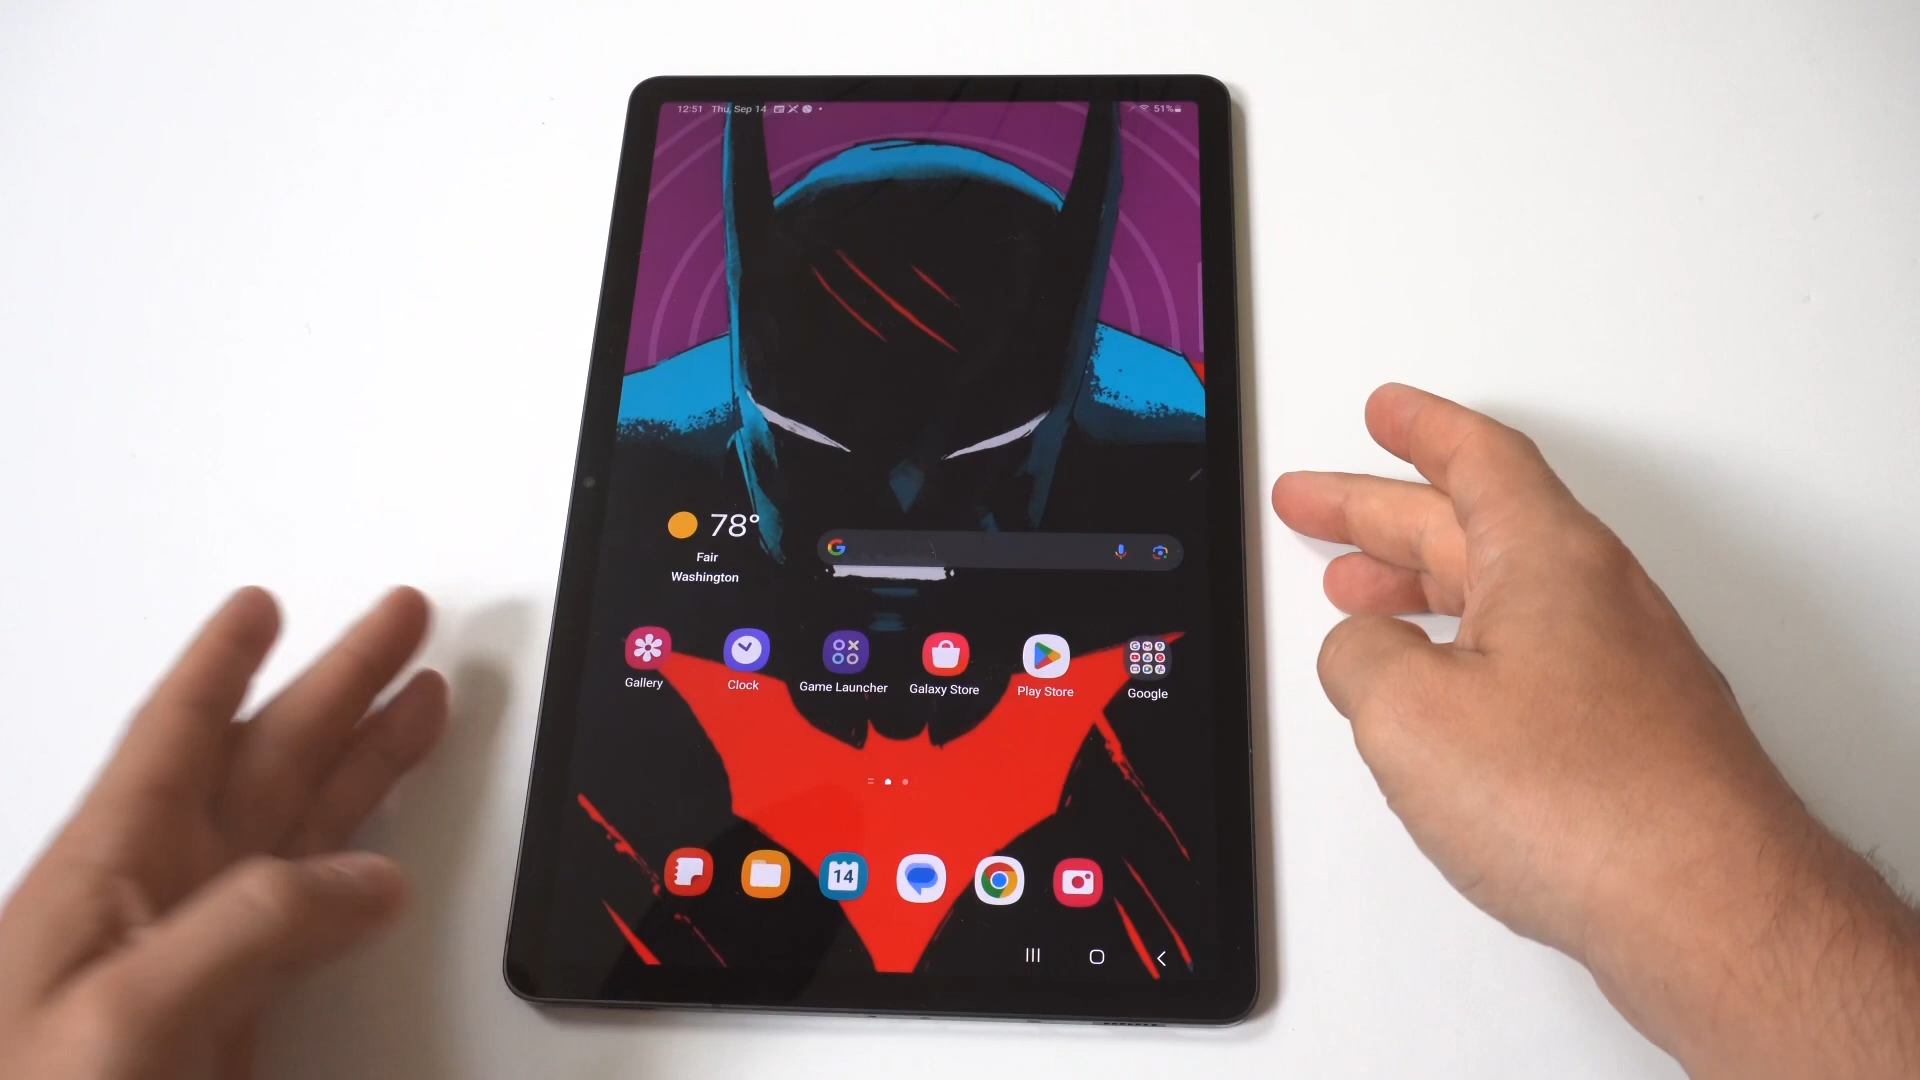 12:51 Thu, Sep 14 51%
78°
Fair
Washington
Gallery Clock Game Launcher Galaxy Store Play Store Google
14